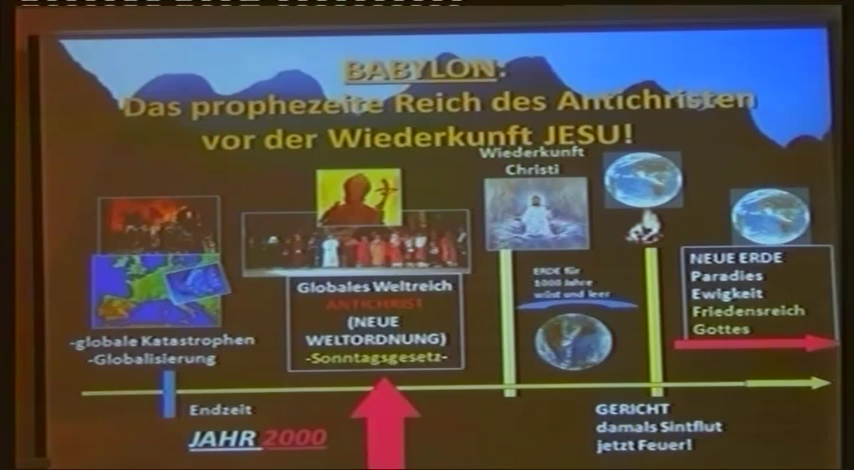 BABYLON:
Das prophezeite Reich des Antichristen
vor der Wiederkunft JESU!
Wiederkunft
Christi
-globale Katastrophen
-Globalisierung
Globales Weltreich
ANTICHRIST
(NEUE
WELTORDNUNG)
-Sonntagsgesetz-
ERDE für
1000 Jahre
wüst und leer
NEUE ERDE
Paradies
Ewigkeit
Friedensreich
Gottes
Endzeit
JAHR 2000
GERICHT
damals Sintflut
jetzt Feuer!